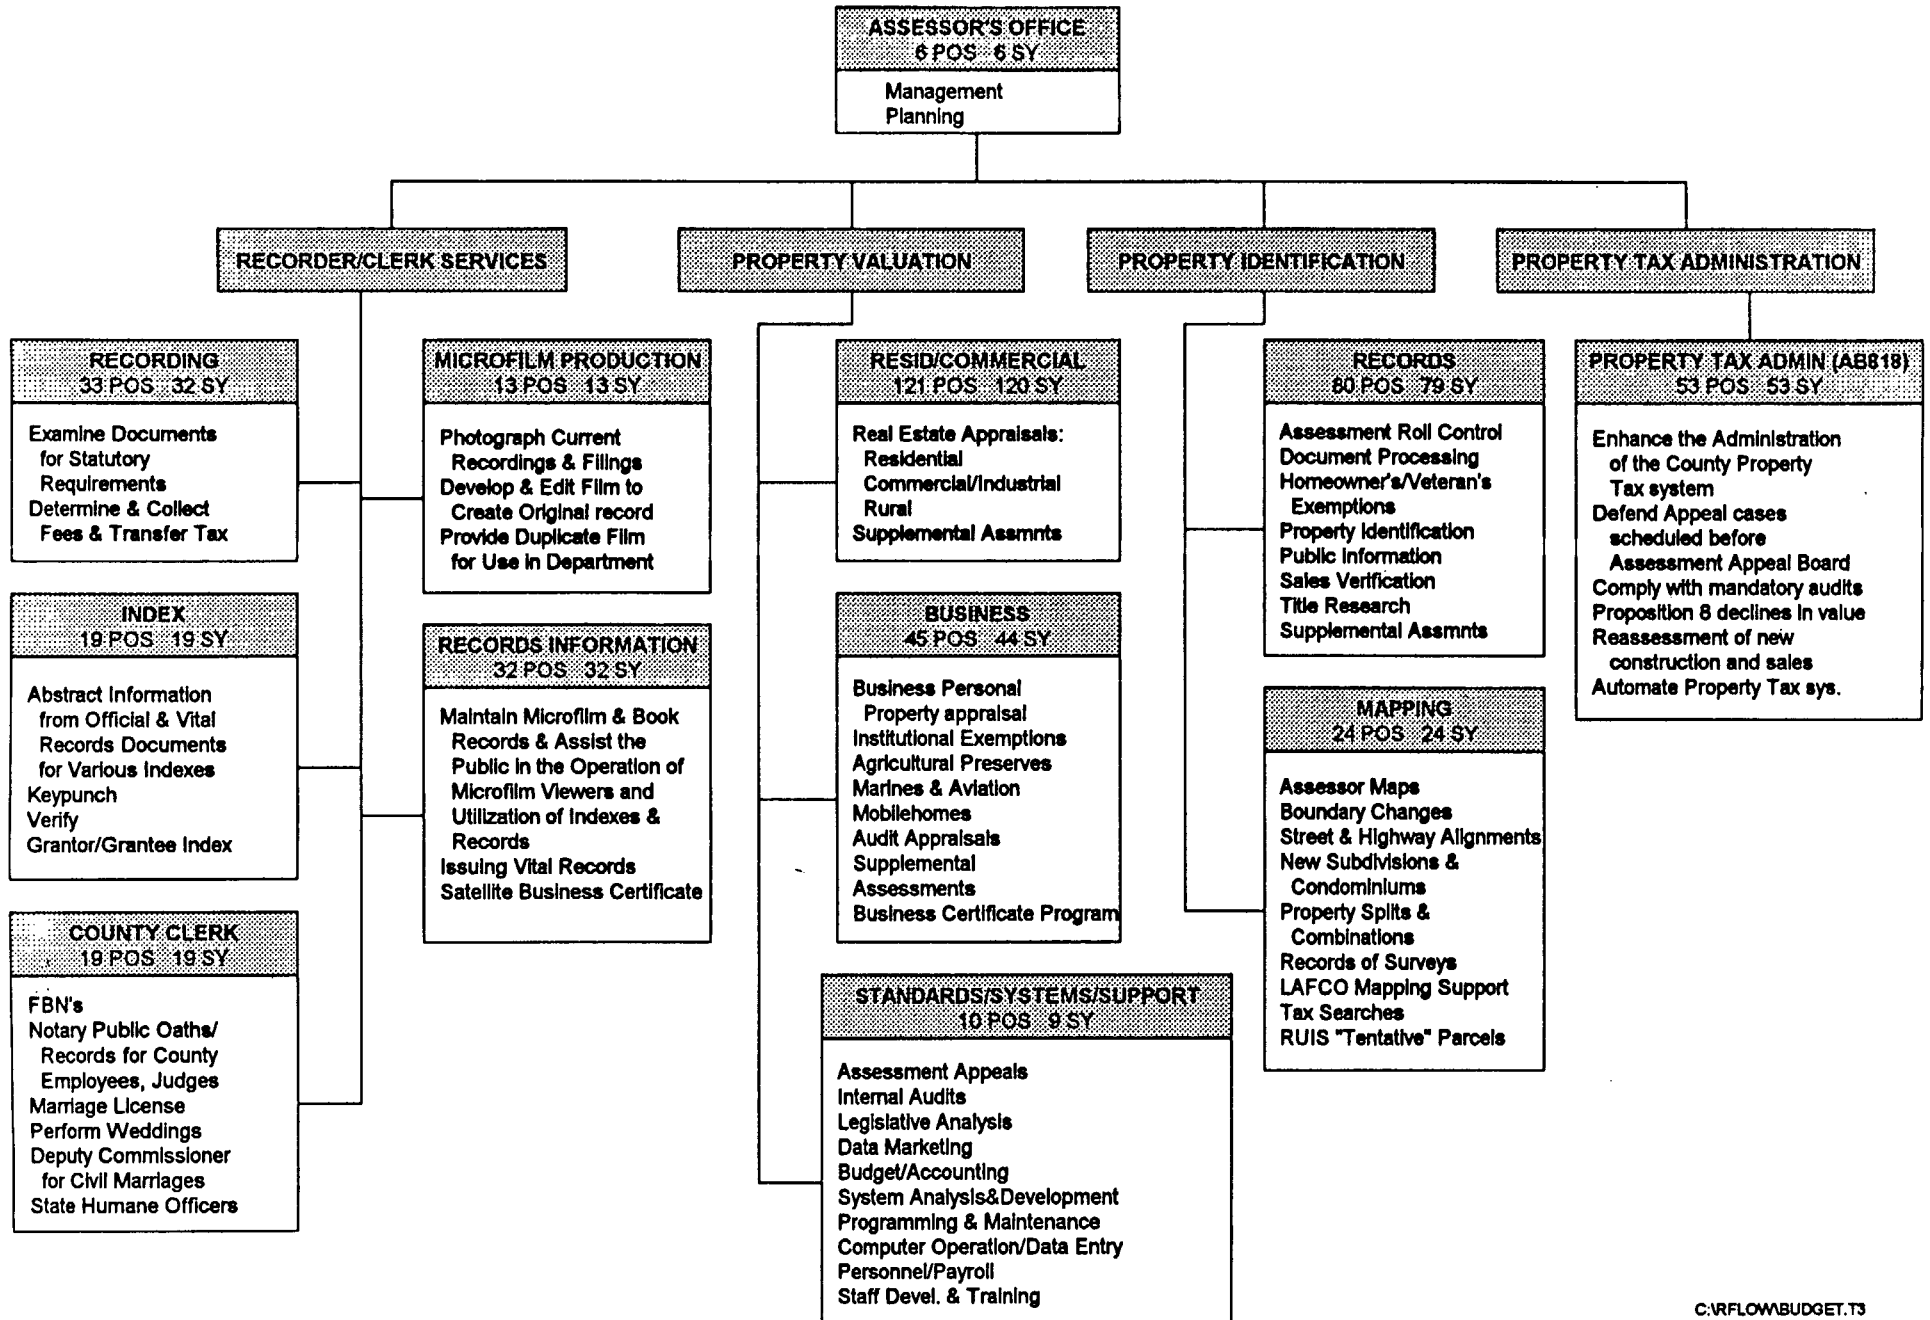 ASSESSOR'S OFFICE
6 POS 6 SY
Management
Planning
RECORDER/CLERK SERVICES
PROPERTY VALUATION
PROPERTY IDENTIFICATION
PROPERTY TAX ADMINISTRATION
RECORDING
33 POS 32 SY
Examine Documents
for Statutory
Requirements
Determine & Collect
Fees & Transfer Tax
INDEX
19 POS 19 SY
Abstract Information
from Official & Vital
Records Documents
for Various Indexes
Keypunch
Verify
Grantor/Grantee Index
COUNTY CLERK
19 POS 19 SY
FBN's
Notary Public Oaths/
Records for County
Employees, Judges
Marriage License
Perform Weddings
Deputy Commissioner
for Civil Marriages
State Humane Officers
MICROFILM PRODUCTION
13 POS 13 SY
Photograph Current
Recordings & Filings
Develop & Edit Film to
Create Original record
Provide Duplicate Film
for Use in Department
RECORDS INFORMATION
32 POS 32 SY
Maintain Microfilm & Book
Records & Assist the
Public in the Operation of
Microfilm Viewers and
Utilization of Indexes &
Records
Issuing Vital Records
Satellite Business Certificate
RESID/COMMERCIAL
121 POS 120 SY
Real Estate Appraisals:
Residential
Commercial/Industrial
Rural
Supplemental Assmnts
BUSINESS
45 POS 44 SY
Business Personal
Property appraisal
Institutional Exemptions
Agricultural Preserves
Marines & Aviation
Mobilehomes
Audit Appraisals
Supplemental
Assessments
Business Certificate Program
STANDARDS/SYSTEMS/SUPPORT
10 POS 9 SY
Assessment Appeals
Internal Audits
Legislative Analysis
Data Marketing
Budget/Accounting
System Analysis&Development
Programming & Maintenance
Computer Operation/Data Entry
Personnel/Payroll
Staff Devel. & Training
RECORDS
80 POS 79 SY
Assessment Roll Control
Document Processing
Homeowner's/Veteran's
Exemptions
Property Identification
Public Information
Sales Verification
Title Research
Supplemental Assmnts
MAPPING
24 POS 24 SY
Assessor Maps
Boundary Changes
Street & Highway Alignments
New Subdivisions &
Condominiums
Property Splits &
Combinations
Records of Surveys
LAFCO Mapping Support
Tax Searches
RUIS "Tentative" Parcels
PROPERTY TAX ADMIN (AB818)
53 POS 53 SY
Enhance the Administration
of the County Property
Tax system
Defend Appeal cases
scheduled before
Assessment Appeal Board
Comply with mandatory audits
Proposition 8 declines in value
Reassessment of new
construction and sales
Automate Property Tax sys.
C:\RFLOW\BUDGET.T3